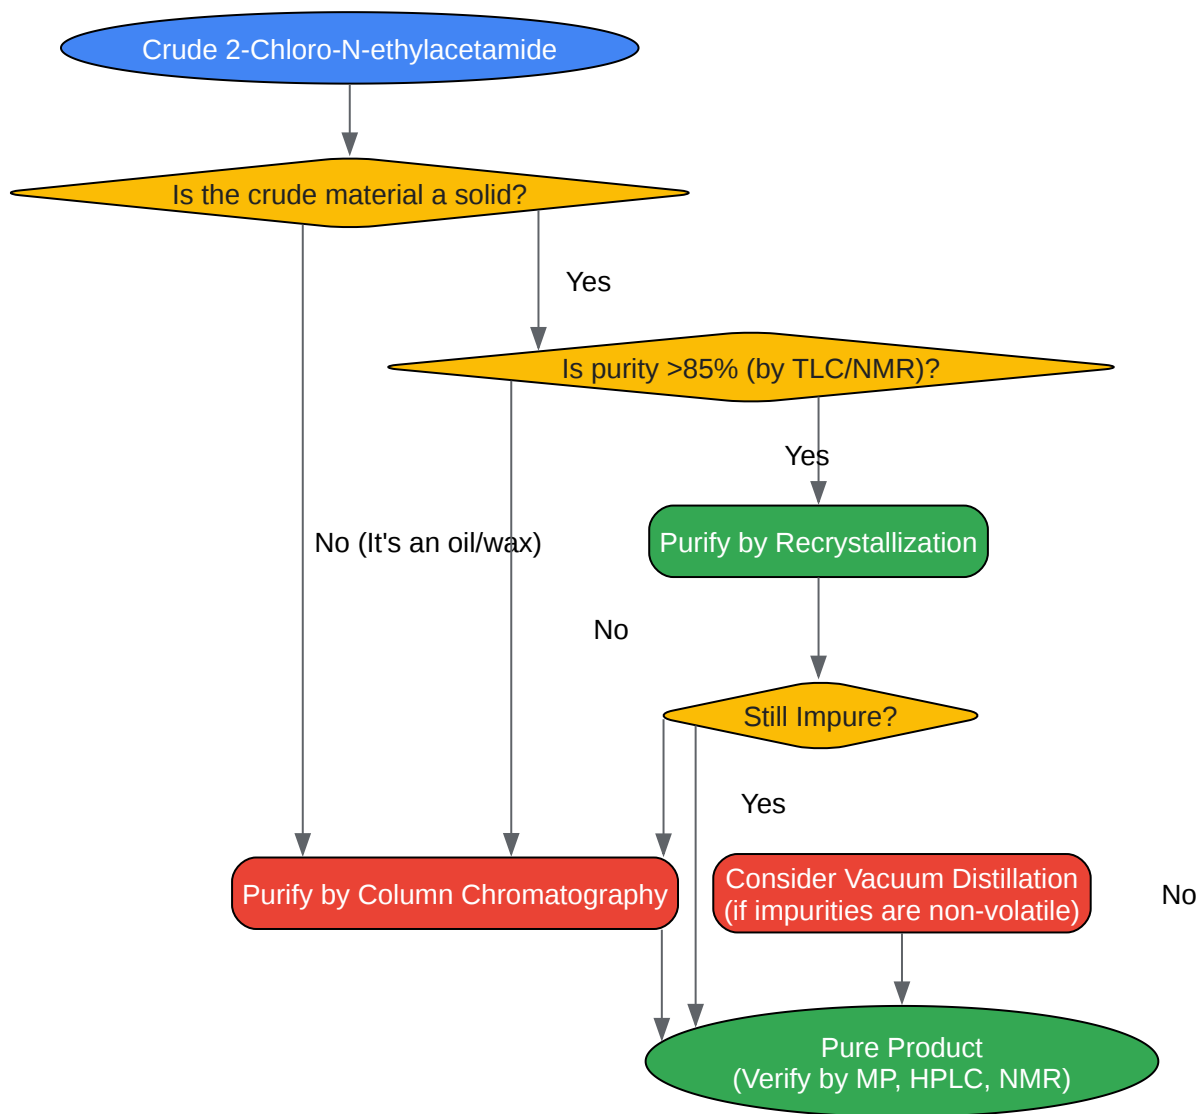 Crude 2-Chloro-N-ethylacetamide
Is the crude material a solid?
Yes
Is purity >85% (by TLC/NMR)?
Yes
No (It's an oil/wax)
Purify by Recrystallization
No
Still Impure?
Yes
Purify by Column Chromatography
Consider Vacuum Distillation
(if impurities are non-volatile)
No
Pure Product
(Verify by MP, HPLC, NMR)